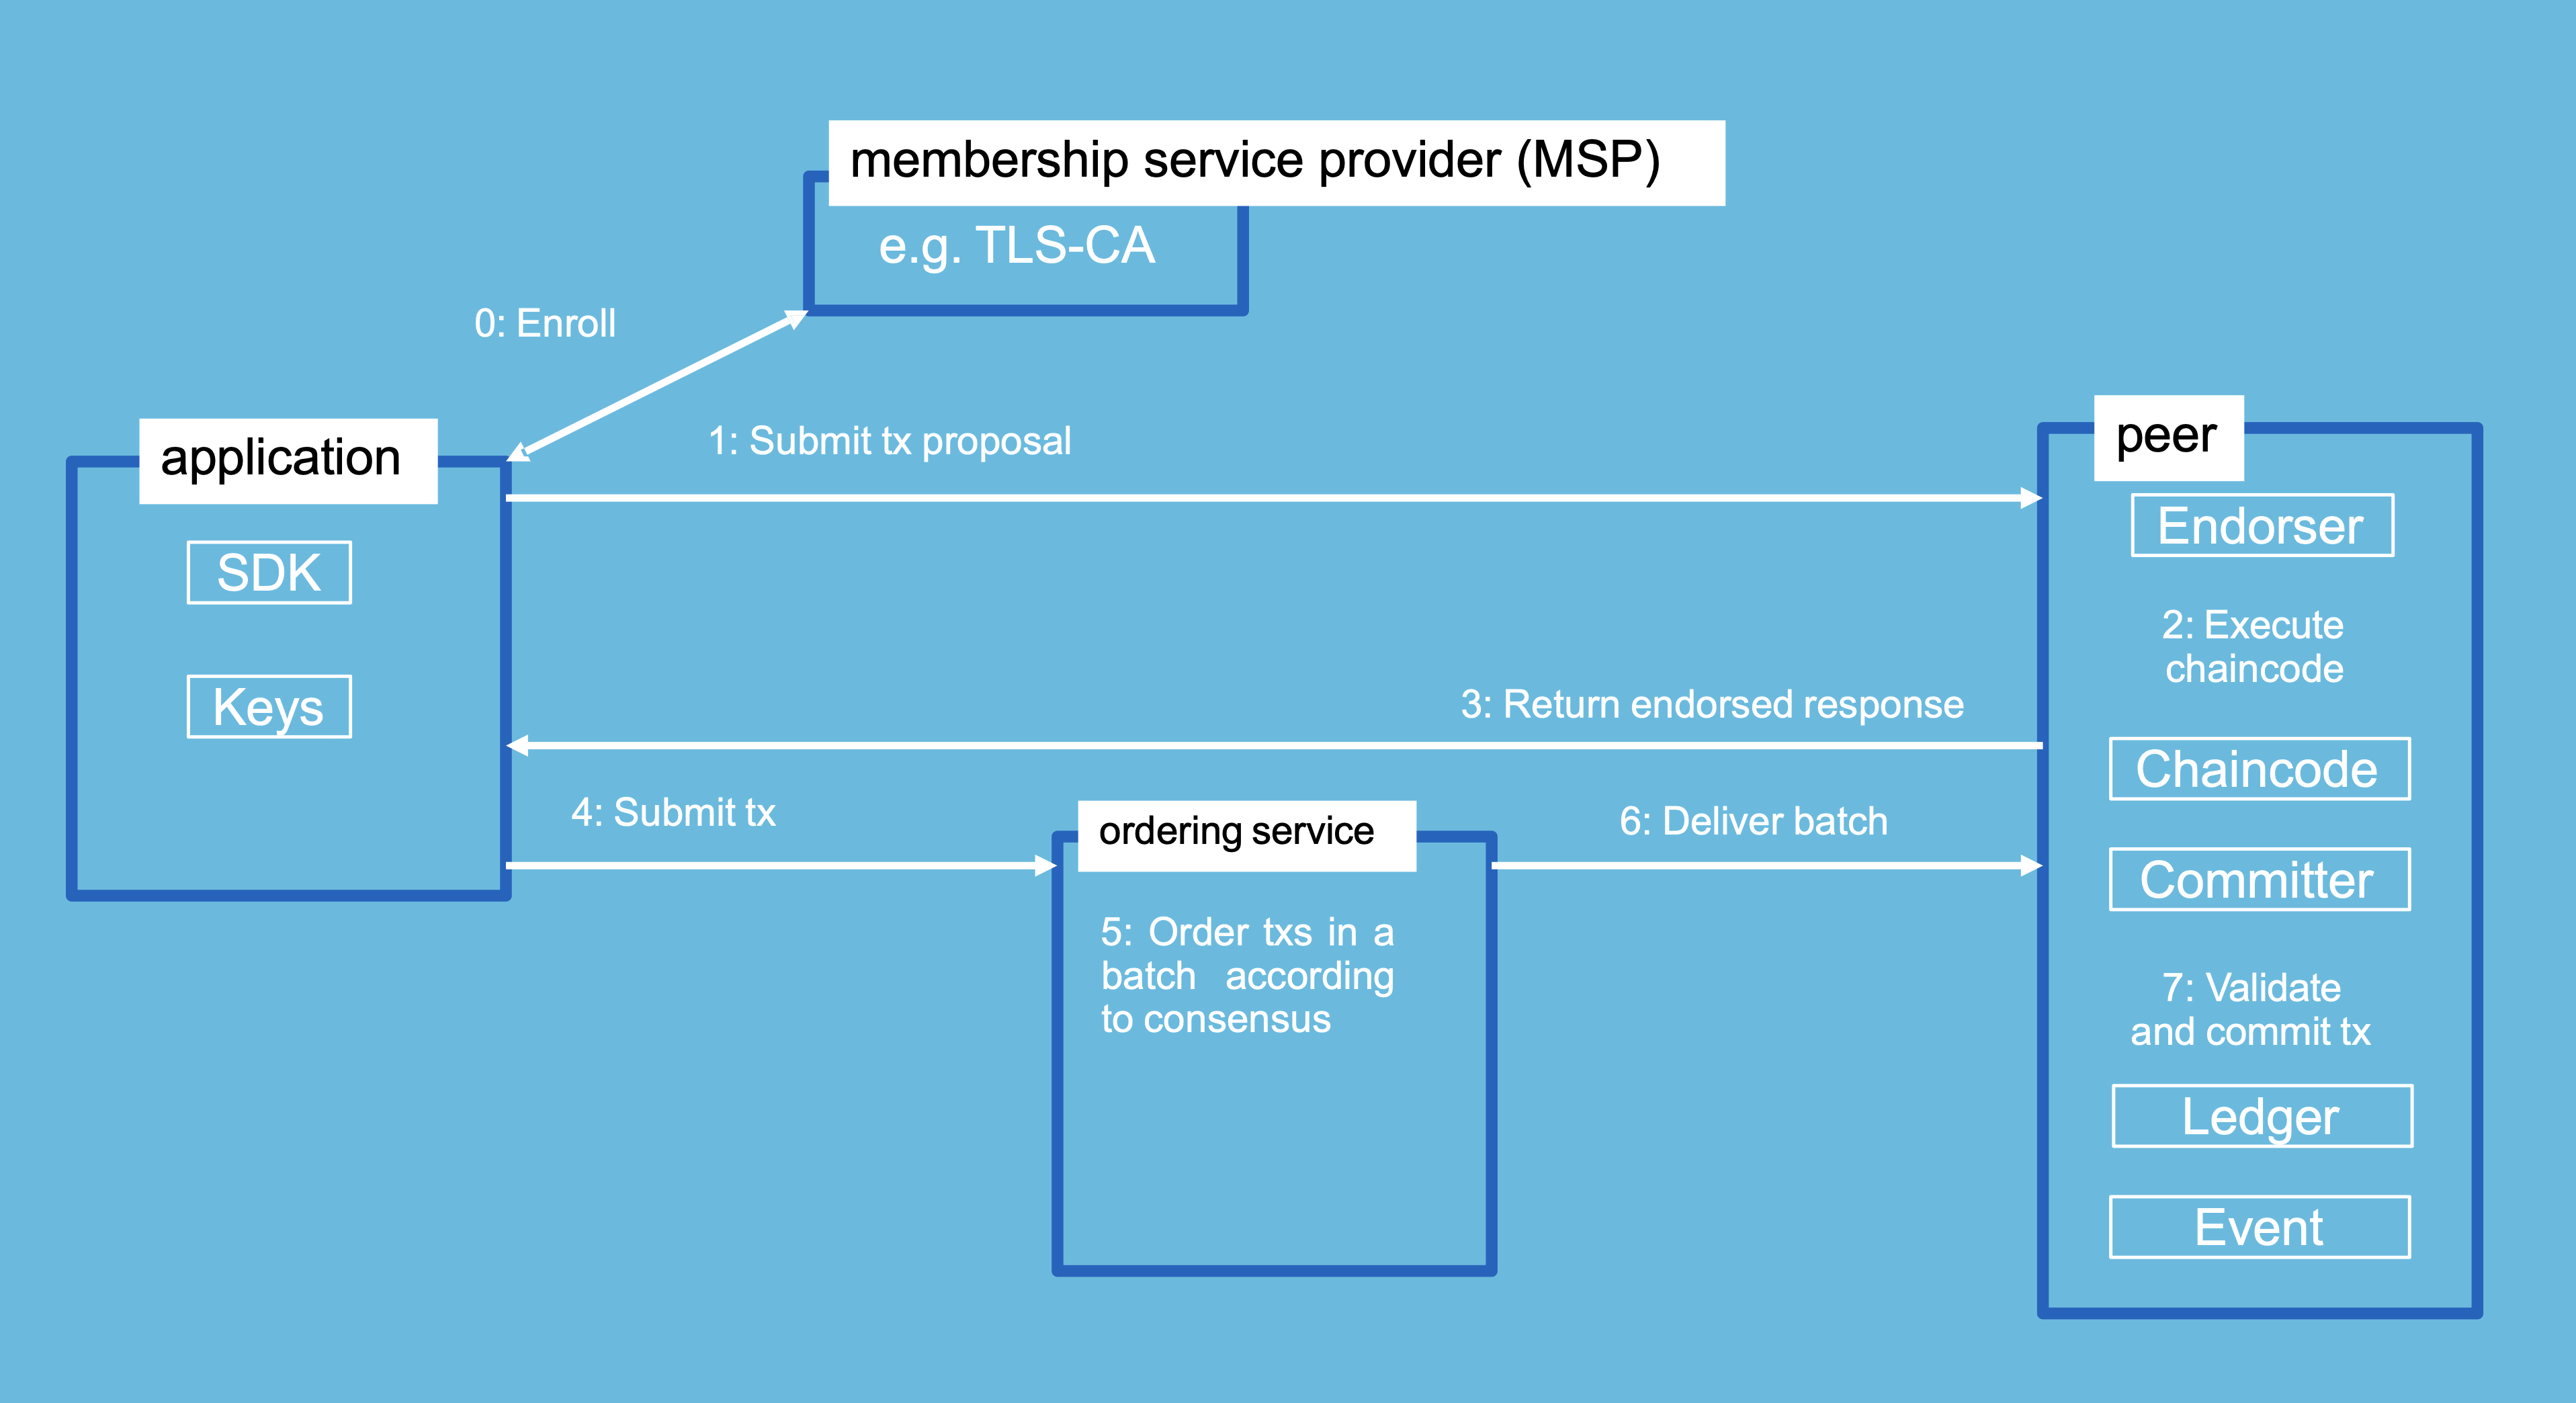 membership service provider (MSP)
e.g. TLS-CA
0: Enroll
1: Submit tx proposal
application
SDK
Keys
peer
Endorser
2: Execute
chaincode
3: Return endorsed response
Chaincode
4: Submit tx
ordering service
5: Order txs in a
batch according
to consensus
6: Deliver batch
Committer
7: Validate
and commit tx
Ledger
Event